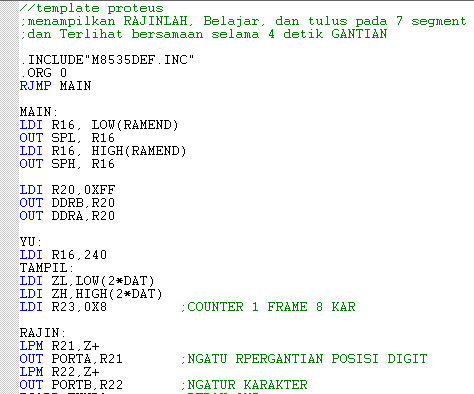 //template proteus
;menampilkan RAJINLAH, Belajar, dan tulus pada 7 segment
;dan Terlihat bersamaan selama 4 detik GANTIAN
.INCLUDE"M8535DEF.INC"
.ORG 0
RJMP MAIN
MAIN:
LDI R16, LOW(RAMEND)
OUT SPL, R16
LDI R16, HIGH(RAMEND)
OUT SPH, R16
LDI R20,0XFF
OUT DDRB,R20
OUT DDRA,R20
YU:
LDI R16,240
TAMPIL:
LDI ZL,LOW(2*DAT)
LDI ZH,HIGH(2*DAT)
LDI R23,0X8 ;COUNTER 1 FRAME 8 KAR
RAJIN:
LPM R21,Z+
OUT PORTA,R21 ;NGATU RPERGANTIAN POSISI DIGIT
LPM R22,Z+
OUT PORTB,R22 ;NGATUR KARAKTER